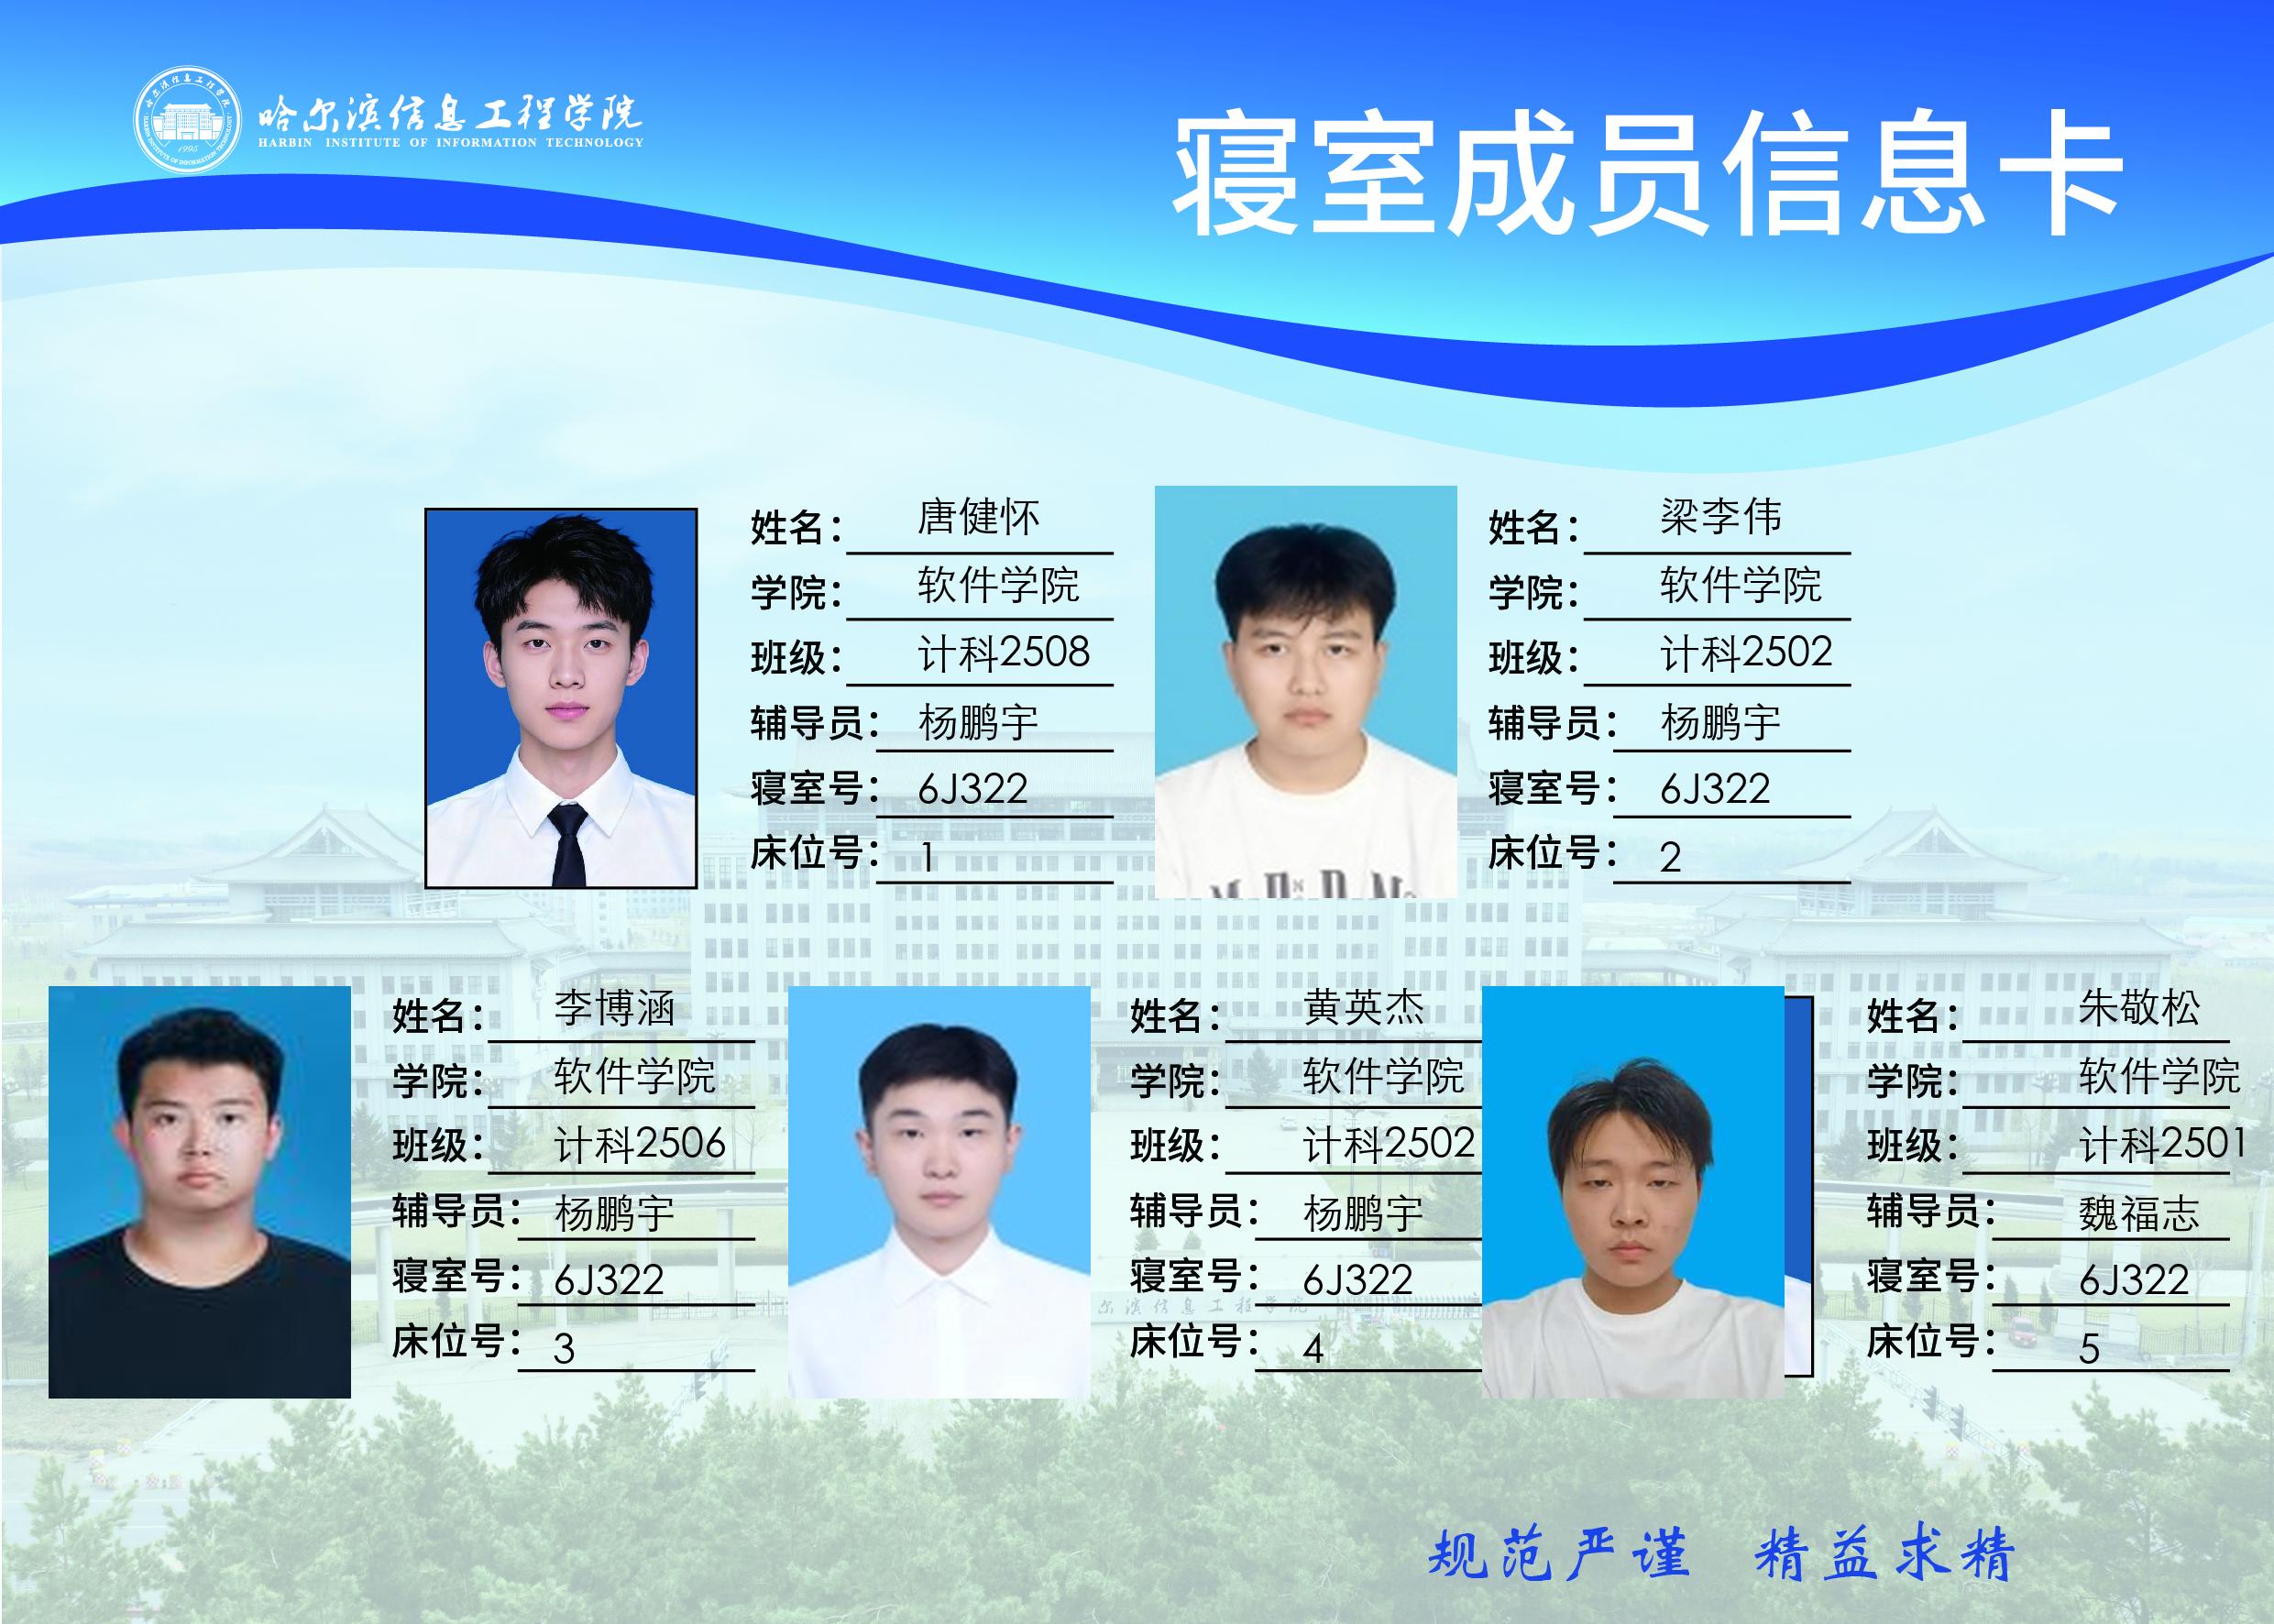 哈尔滨信息工程学院
HARBIN INSTITUTE OF INFORMATION TECHNOLOGY
1995
寝室成员信息卡
姓名：唐健怀
学院：软件学院
班级：计科2508
辅导员：杨鹏宇
寝室号：6J322
床位号：1
姓名：梁李伟
学院：软件学院
班级：计科2502
辅导员：杨鹏宇
寝室号：6J322
床位号：2
姓名：李博涵
学院：软件学院
班级：计科2506
辅导员：杨鹏宇
寝室号：6J322
床位号：3
姓名：黄英杰
学院：软件学院
班级：计科2502
辅导员：杨鹏宇
寝室号：6J322
床位号：4
姓名：朱敬松
学院：软件学院
班级：计科2501
辅导员：魏福志
寝室号：6J322
床位号：5
尔滨信息工程学院
规范严谨 精益求精